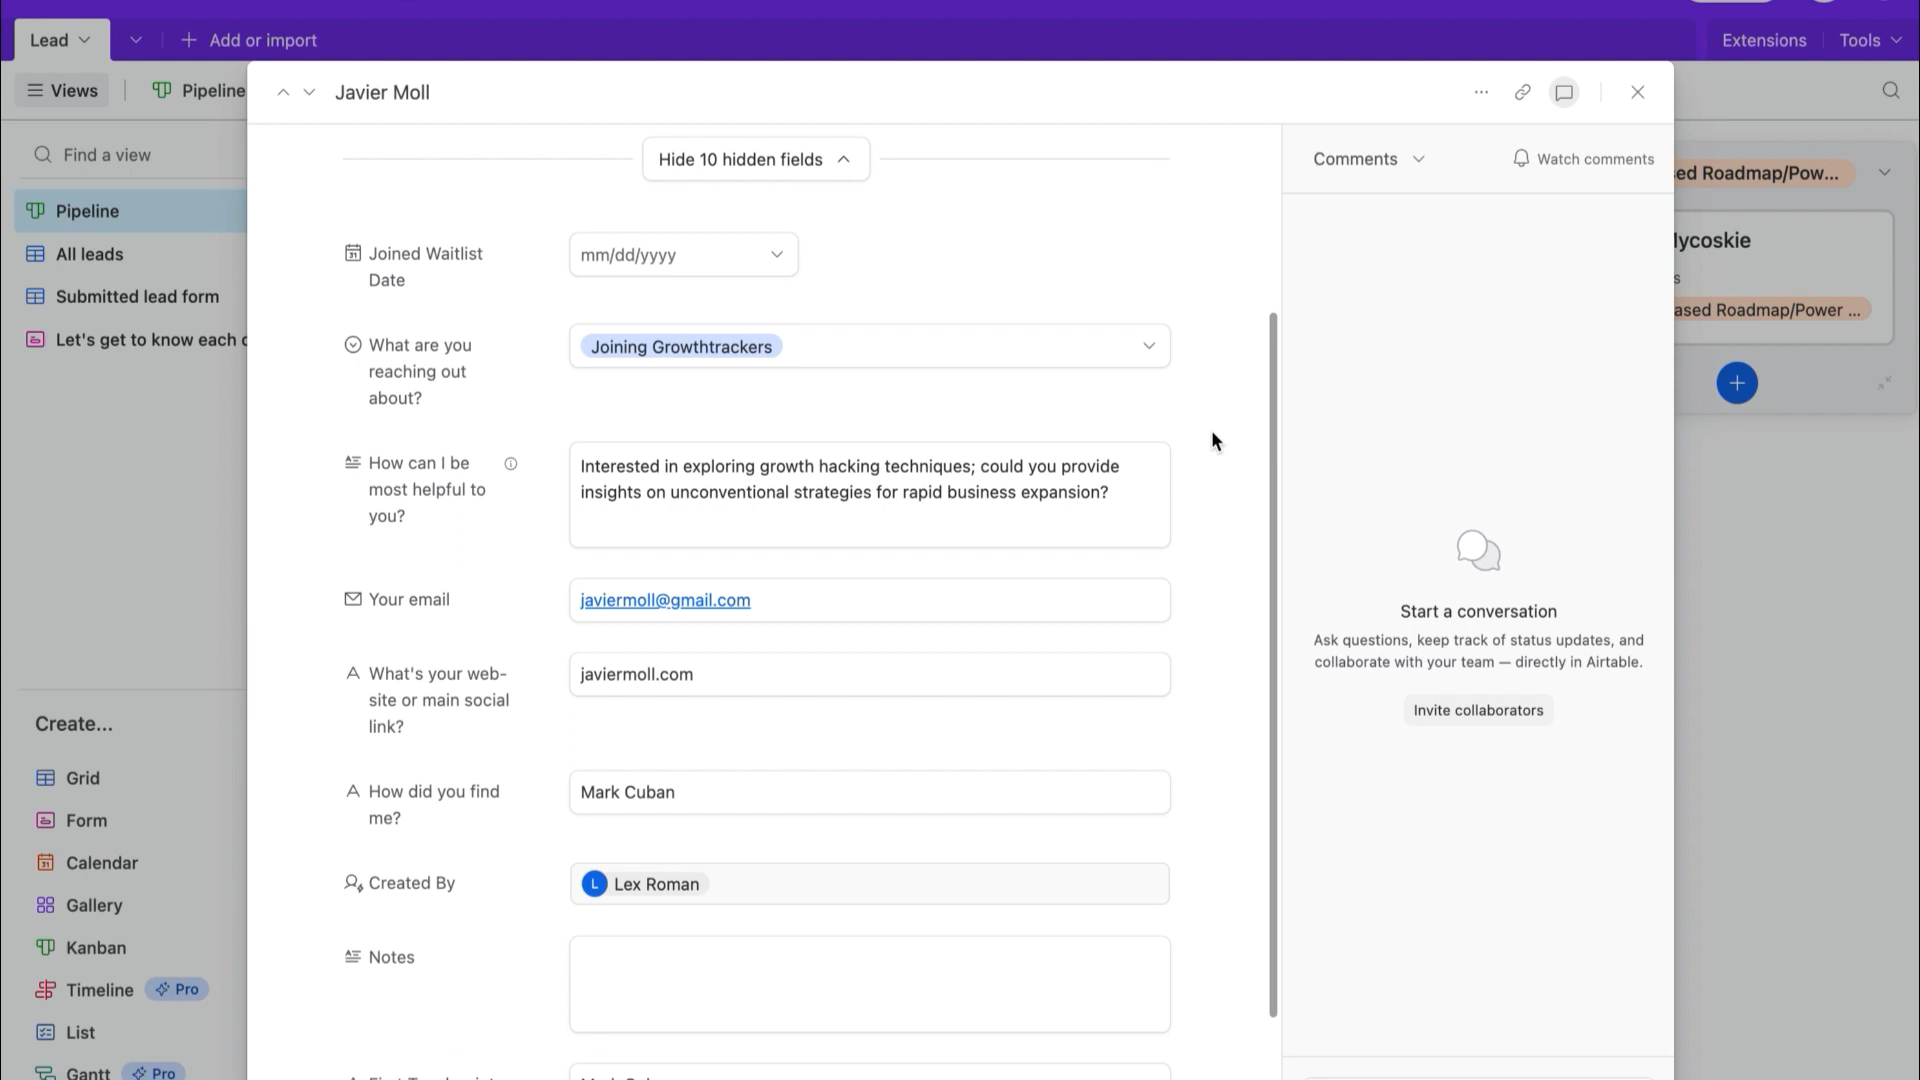 Lead
Add or import
Extensions
Tools
Views
Pipeline
Javier Moll
Find a view
Pipeline
All leads
Submitted lead form
Let's get to know each
Create...
Grid
Form
Calendar
Gallery
Kanban
Timeline
Pro
List
Gantt
Pro
Hide 10 hidden fields
Joined Waitlist
Date
mm/dd/yyyy
What are you
reaching out
about?
Joining Growthtrackers
How can I be
most helpful to
you?
Interested in exploring growth hacking techniques; could you provide
insights on unconventional strategies for rapid business expansion?
Your email
javiermoll@gmail.com
What's your web-
site or main social
link?
javiermoll.com
How did you find
me?
Mark Cuban
Created By
L
Lex Roman
Notes
Comments
Watch comments
Start a conversation
Ask questions, keep track of status updates, and
collaborate with your team — directly in Airtable.
Invite collaborators
ed Roadmap/Pow...
lycoskie
s
ased Roadmap/Power ...